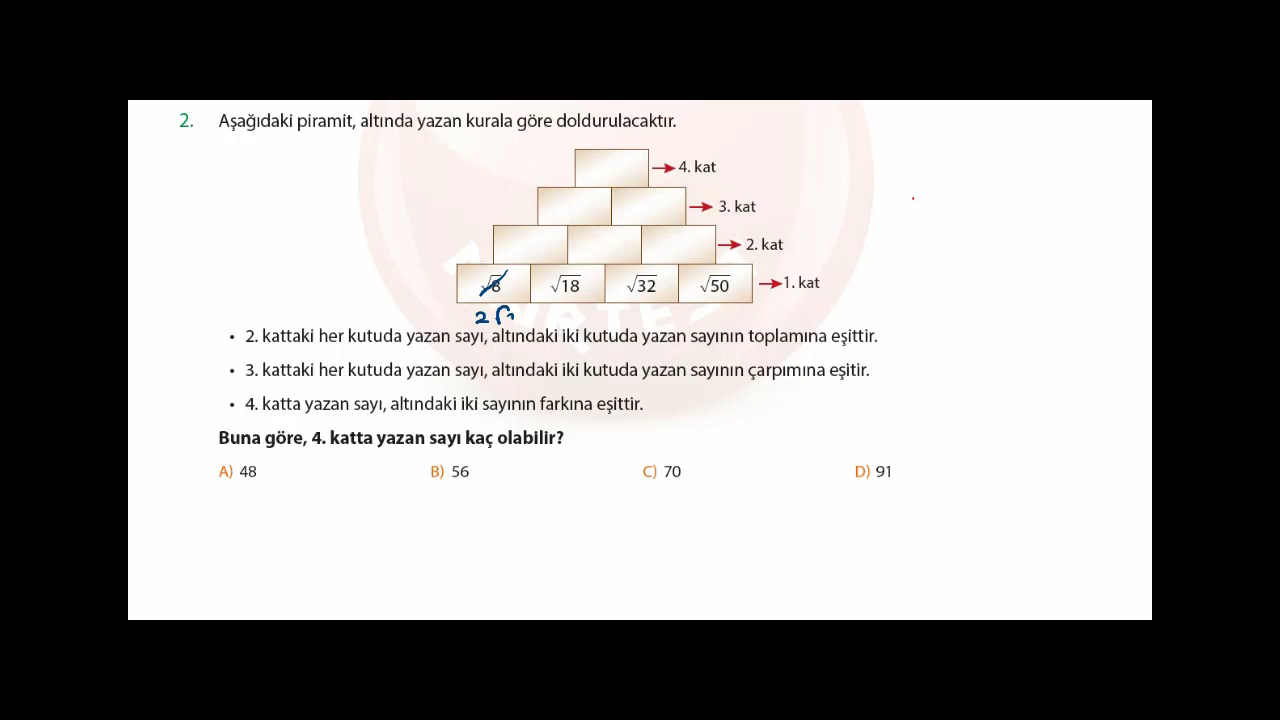 2. Aşağıdaki piramit, altında yazan kurala göre doldurulacaktır.
4. kat
3. kat
2. kat
√8 √18 √32 √50 1. kat
2√
• 2. kattaki her kutuda yazan sayı, altındaki iki kutuda yazan sayının toplamına eşittir.
• 3. kattaki her kutuda yazan sayı, altındaki iki kutuda yazan sayının çarpımına eşitir.
• 4. katta yazan sayı, altındaki iki sayının farkına eşittir.
Buna göre, 4. katta yazan sayı kaç olabilir?
A) 48 B) 56 C) 70 D) 91